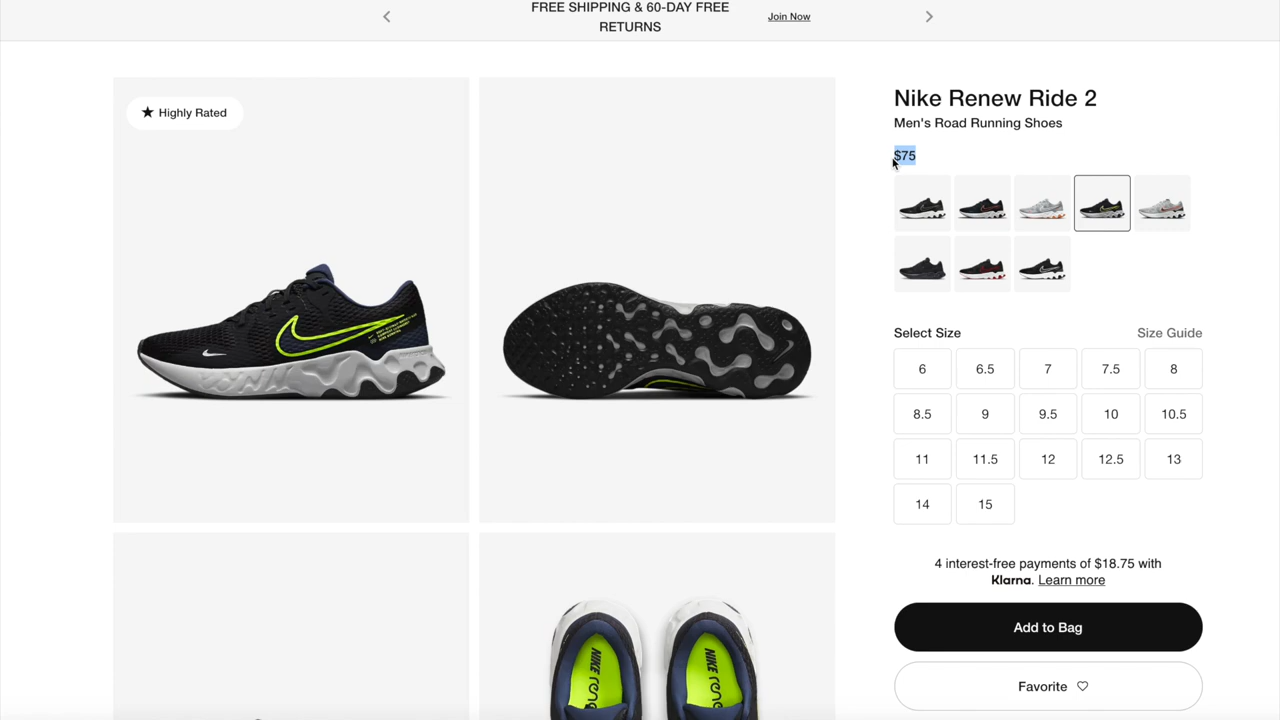 FREE SHIPPING & 60-DAY FREE
RETURNS
Join Now
Highly Rated
Nike Renew Ride 2
Men's Road Running Shoes
$75
Select Size
Size Guide
6
6.5
7
7.5
8
8.5
9
9.5
10
10.5
11
11.5
12
12.5
13
14
15
4 interest-free payments of $18.75 with
Klarna. Learn more
Add to Bag
Favorite
NIKE
NIKE